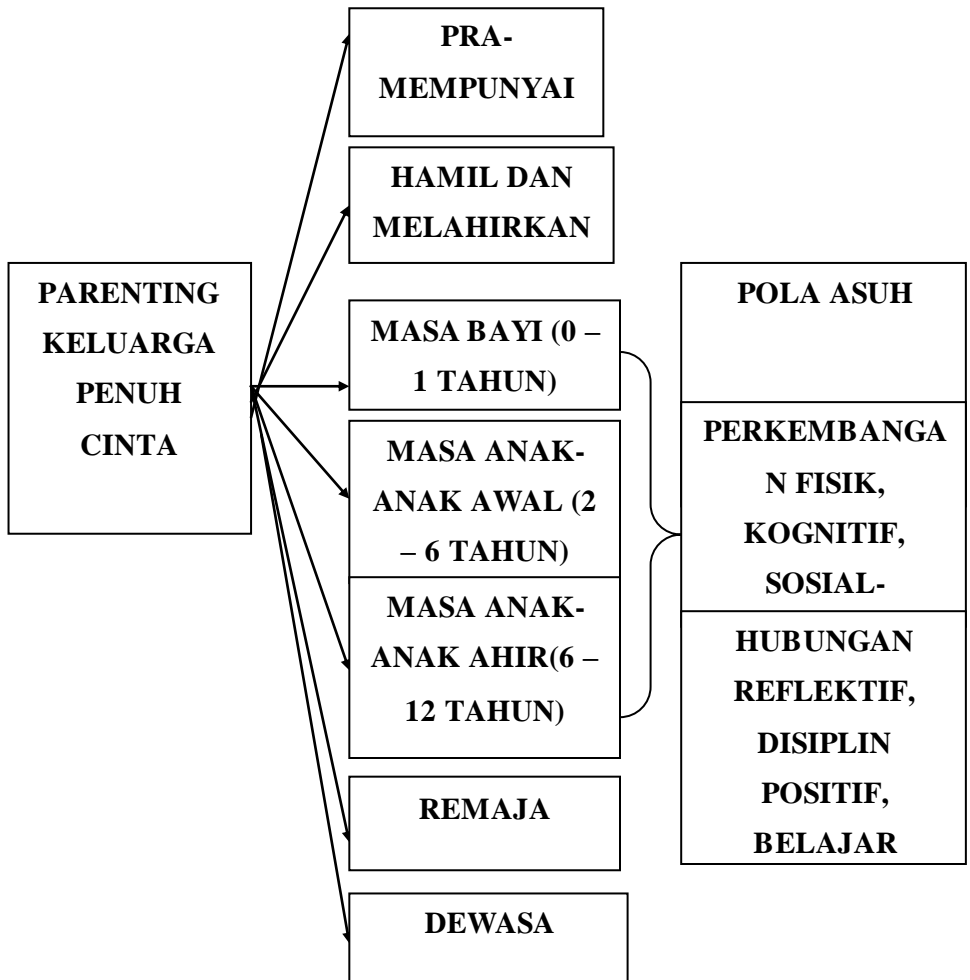 PRA-
MEMPUNYAI
HAMIL DAN
MELAHIRKAN
PARENTING
KELUARGA
PENUH
CINTA
MASA BAYI (0 –
1 TAHUN)
MASA ANAK-
ANAK AWAL (2
– 6 TAHUN)
MASA ANAK-
ANAK AHIR(6 –
12 TAHUN)
REMAJA
DEWASA
POLA ASUH
PERKEMBANGA
N FISIK,
KOGNITIF,
SOSIAL-
HUBUNGAN
REFLEKTIF,
DISIPLIN
POSITIF,
BELAJAR